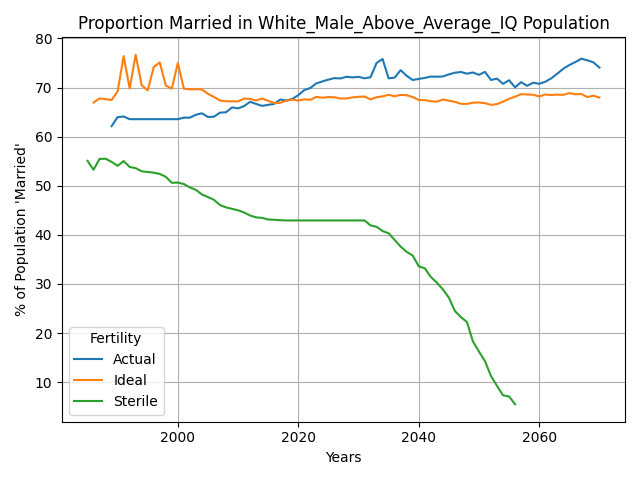 Proportion Married in White_Male_Above_Average_IQ Population
% of Population 'Married'
80
70
60
50
40
30
20
10
Fertility
Actual
Ideal
Sterile
2000 2020 2040 2060
Years